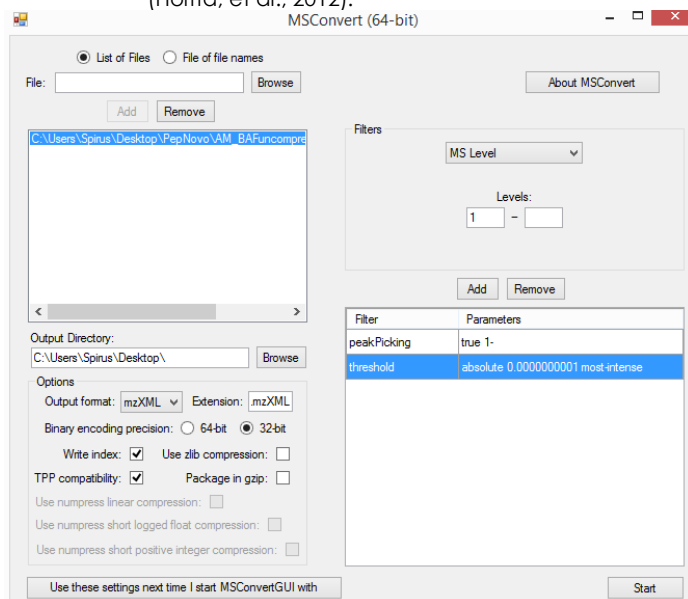 (Holma, et al., 2012).
MSConvert (64-bit)
List of Files File of file names
File: Browse
About MSConvert
Add Remove
C:\Users\Spirus\Desktop\PepNovo\AM_BAFuncompre
Filters
MS Level
Levels:
1 -
Add Remove
Filter Parameters
peakPicking true 1-
threshold absolute 0.0000000001 most-intense
Output Directory:
C:\Users\Spirus\Desktop\ Browse
Options
Output format: mzXML Extension: .mzXML
Binary encoding precision: 64-bit 32-bit
Write index: Use zlib compression:
TPP compatibility: Package in gzip:
Use numpress linear compression:
Use numpress short logged float compression:
Use numpress short positive integer compression:
Use these settings next time I start MSConvertGUI with
Start